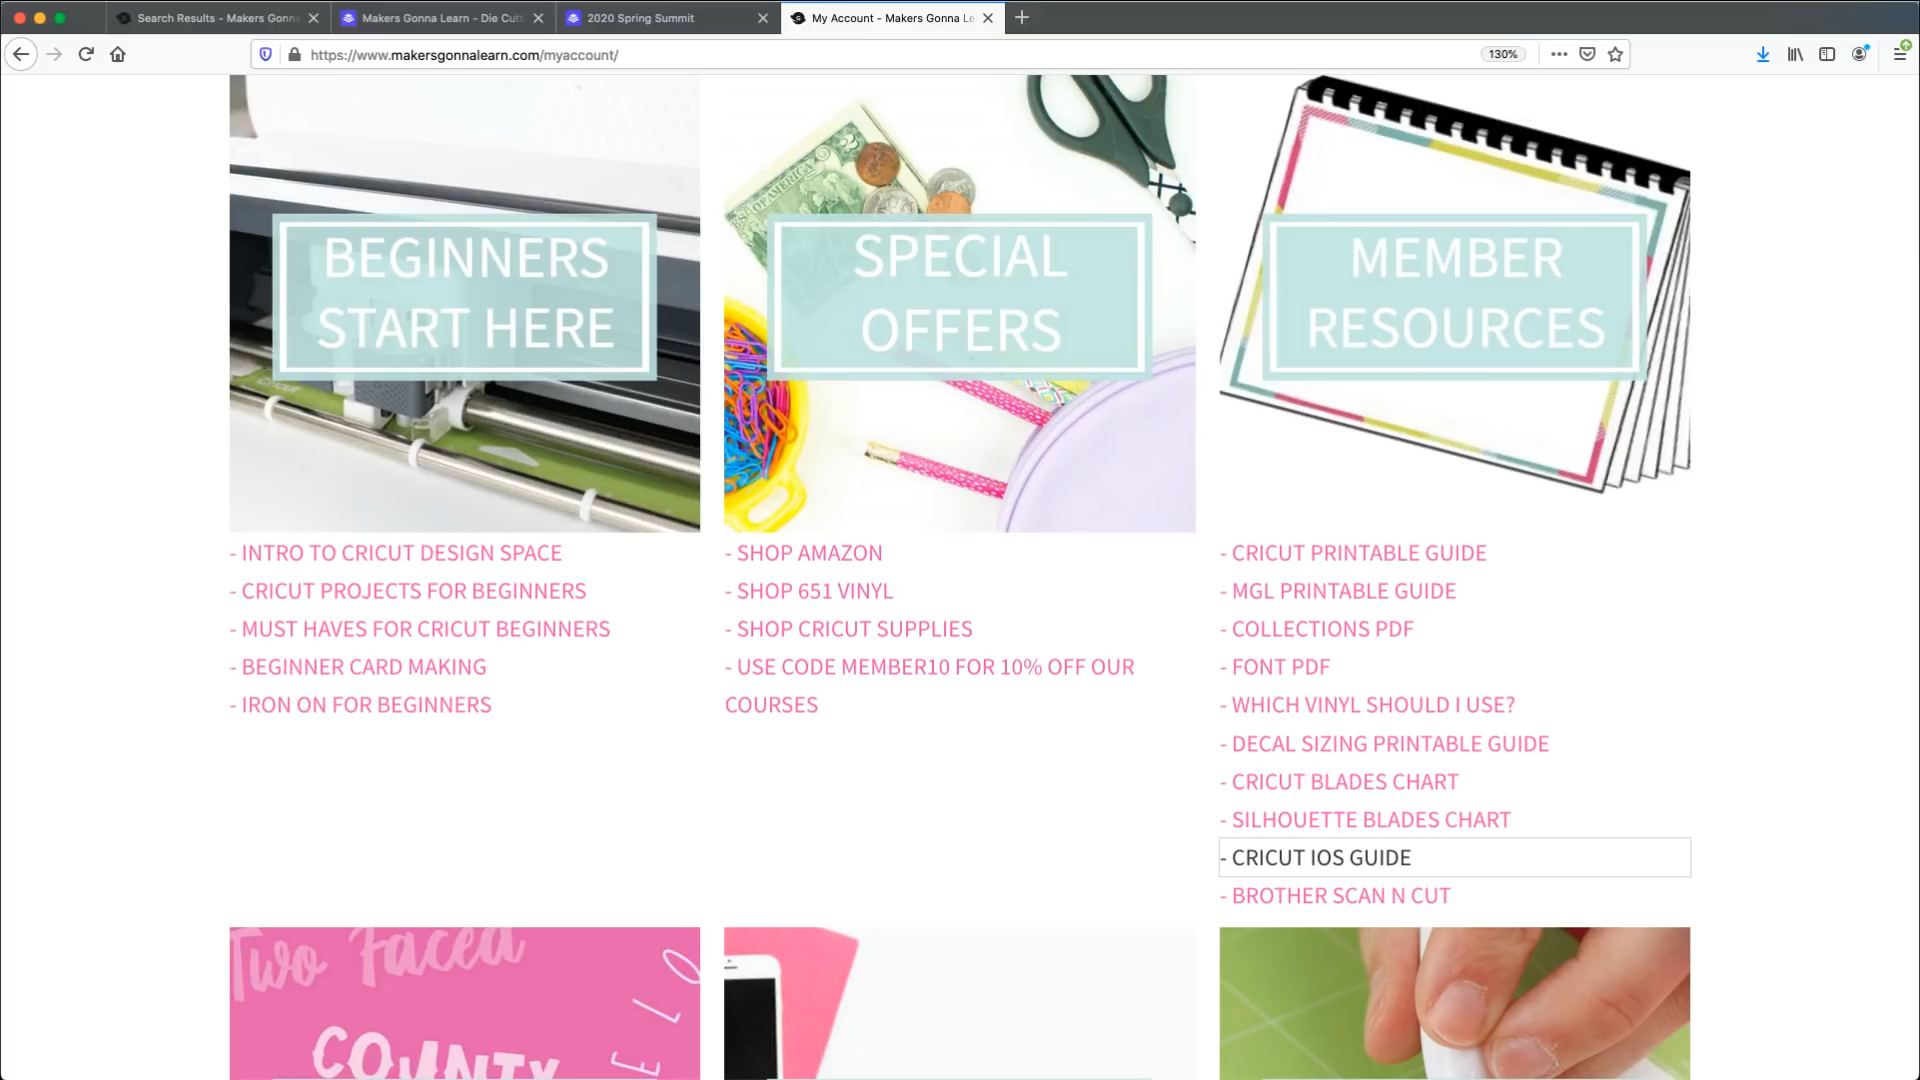 Search Results - Makers Gonna
Makers Gonna Learn - Die Cutt
2020 Spring Summit
My Account - Makers Gonna Le
https://www.makersgonnalearn.com/myaccount/
130%
BEGINNERS
START HERE
SPECIAL
OFFERS
MEMBER
RESOURCES
- INTRO TO CRICUT DESIGN SPACE
- CRICUT PROJECTS FOR BEGINNERS
- MUST HAVES FOR CRICUT BEGINNERS
- BEGINNER CARD MAKING
- IRON ON FOR BEGINNERS
- SHOP AMAZON
- SHOP 651 VINYL
- SHOP CRICUT SUPPLIES
- USE CODE MEMBER10 FOR 10% OFF OUR
COURSES
- CRICUT PRINTABLE GUIDE
- MGL PRINTABLE GUIDE
- COLLECTIONS PDF
- FONT PDF
- WHICH VINYL SHOULD I USE?
- DECAL SIZING PRINTABLE GUIDE
- CRICUT BLADES CHART
- SILHOUETTE BLADES CHART
- CRICUT IOS GUIDE
- BROTHER SCAN N CUT
Two Faced
COUNTY